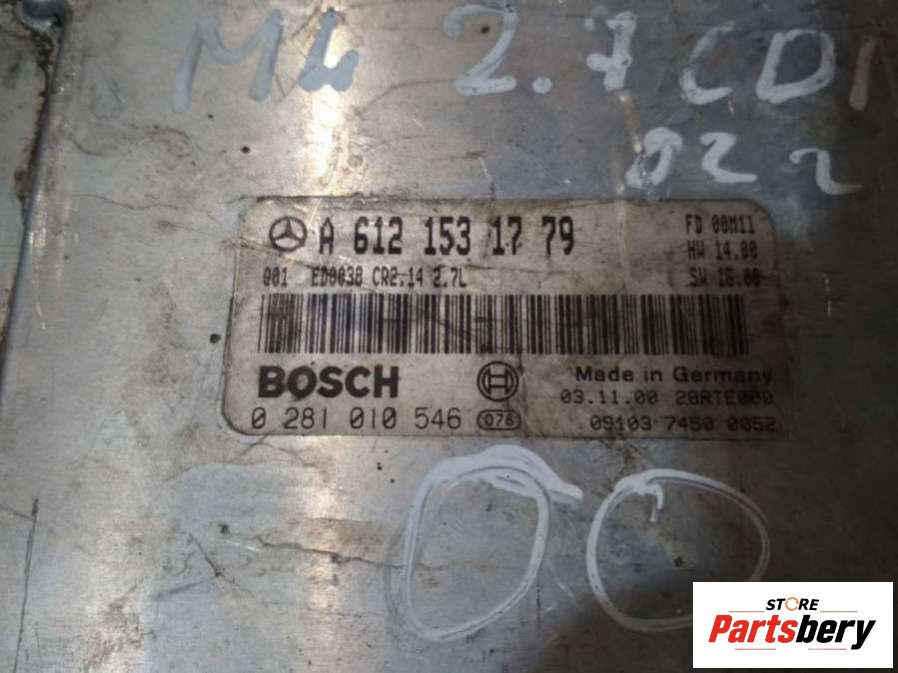 ML 2.7 CDI
022
A 612 153 17 79
FD 00M11
HW 14.00
Q01 ED0038 CR2.14 2.7L
SW 16.00
BOSCH
Made in Germany
03.11.00 28RTE000
0 281 010 546 078
09103 7450 0052
00
STORE
Partsbery